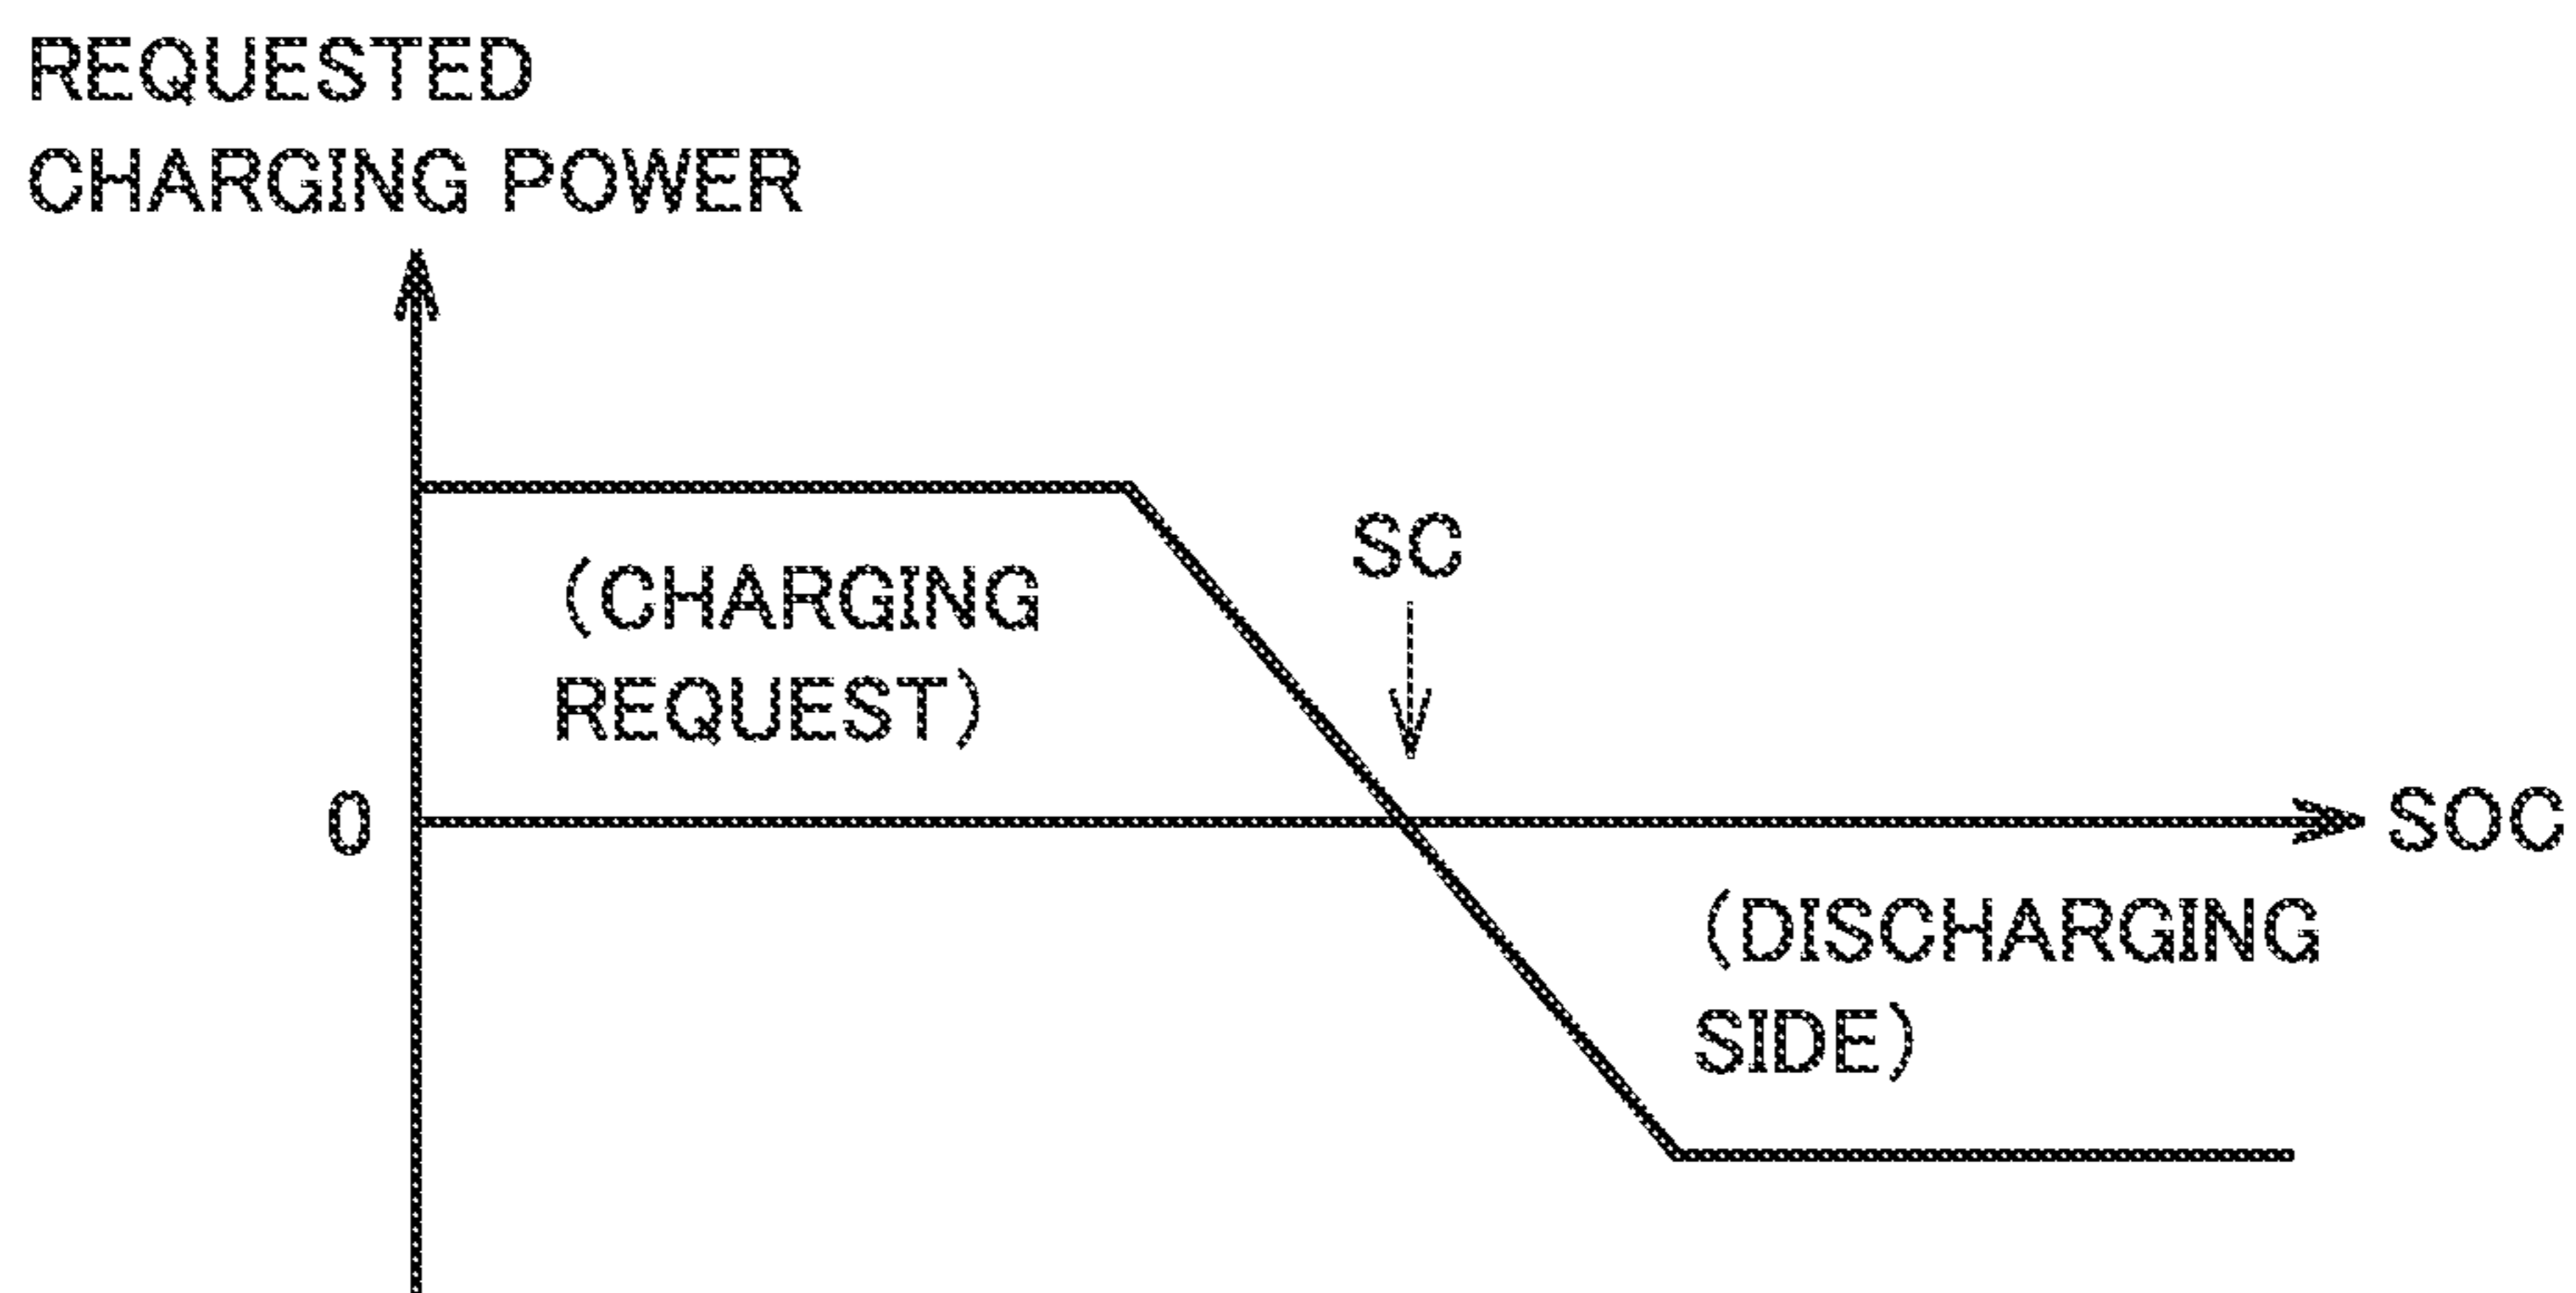 REQUESTED
CHARGING POWER
(CHARGING
REQUEST)
SC
0
SOC
(DISCHARGING
SIDE)